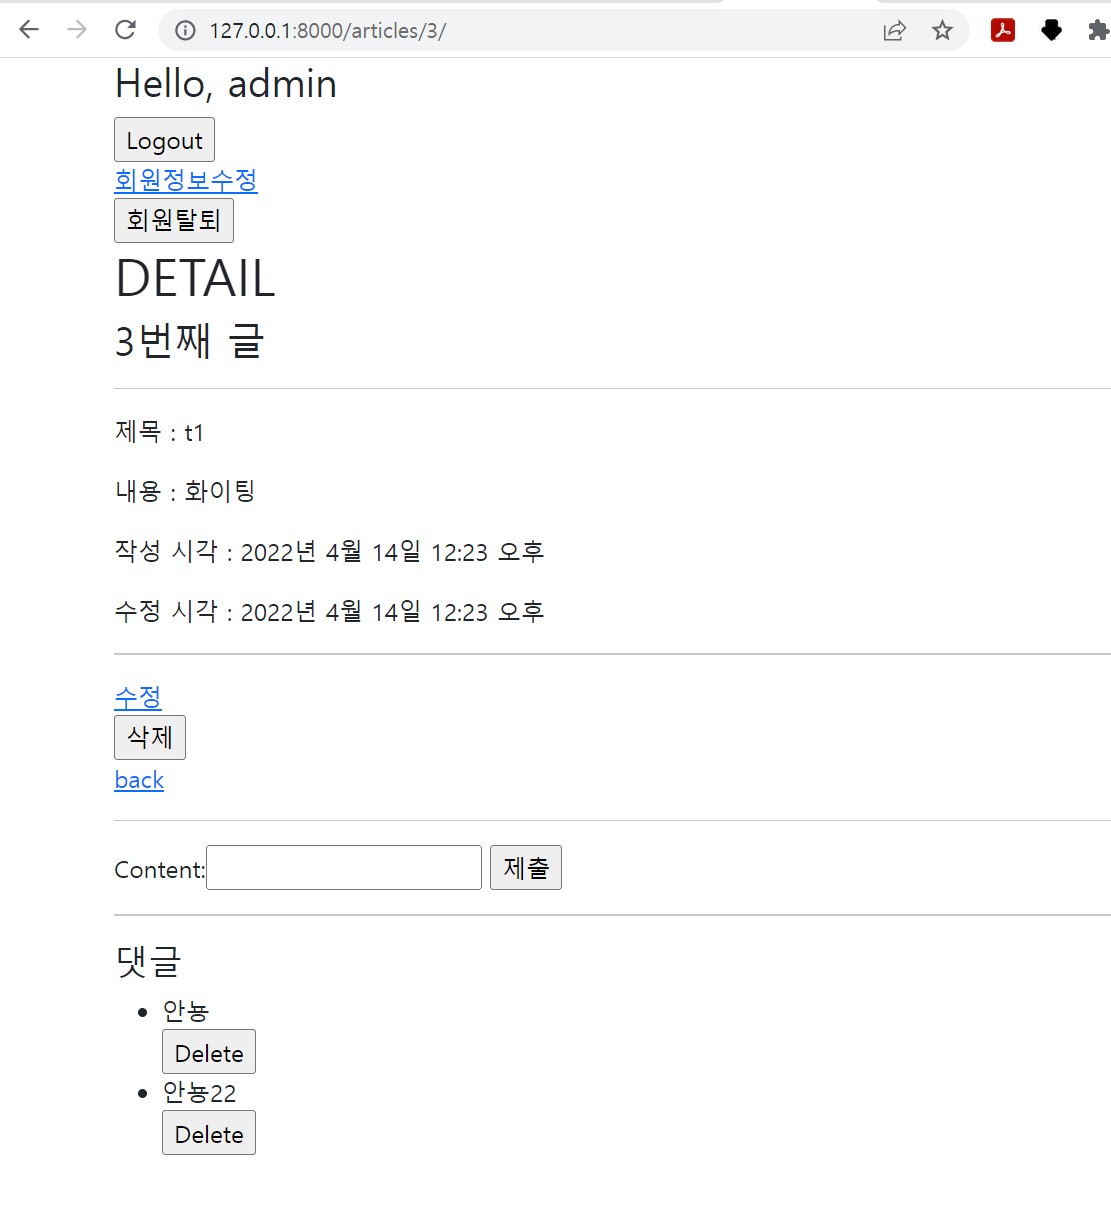 127.0.0.1:8000/articles/3/
Hello, admin
Logout
회원정보수정
회원탈퇴
DETAIL
3번째 글
제목 : t1
내용 : 화이팅
작성 시각 : 2022년 4월 14일 12:23 오후
수정 시각 : 2022년 4월 14일 12:23 오후
수정
삭제
back
Content: 제출
댓글
안뇽
Delete
안뇽22
Delete